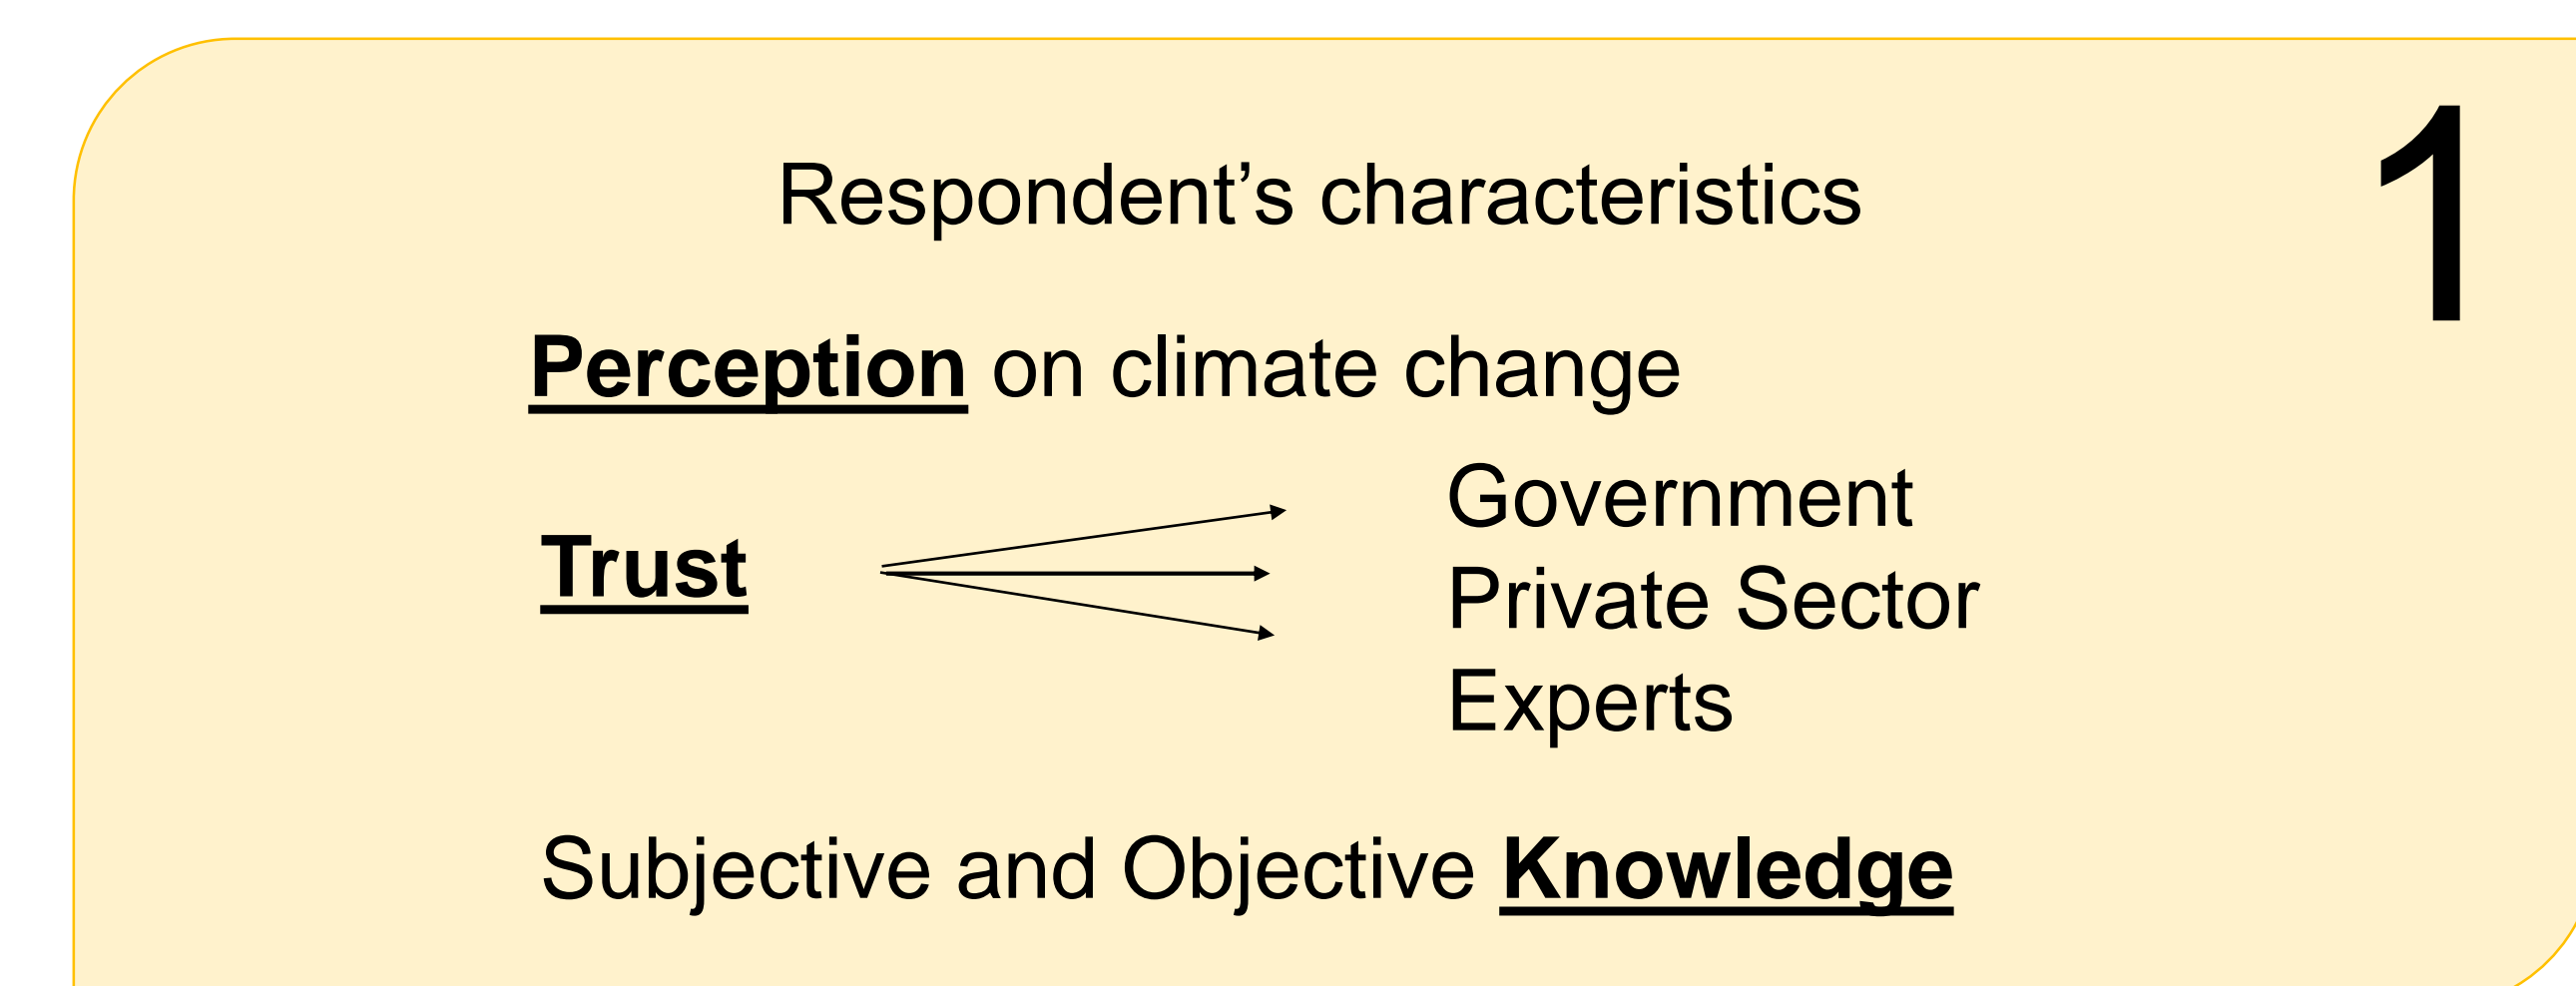 1
Respondent’s characteristics
Perception on climate change
Government
Trust
Private Sector
Experts
Subjective and Objective Knowledge